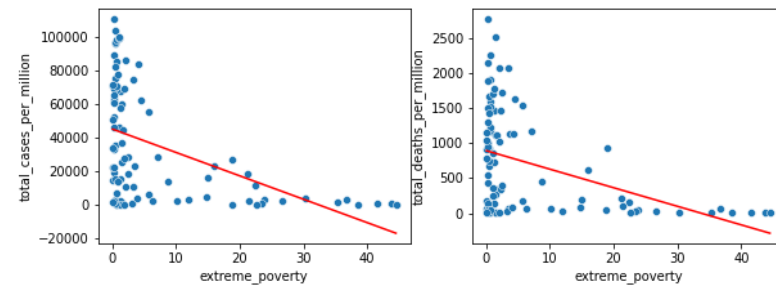 total_cases_per_million
100000
80000
60000
40000
20000
0
−20000
0 10 20 30 40
extreme_poverty
total_deaths_per_million
2500
2000
1500
1000
500
0
0 10 20 30 40
extreme_poverty